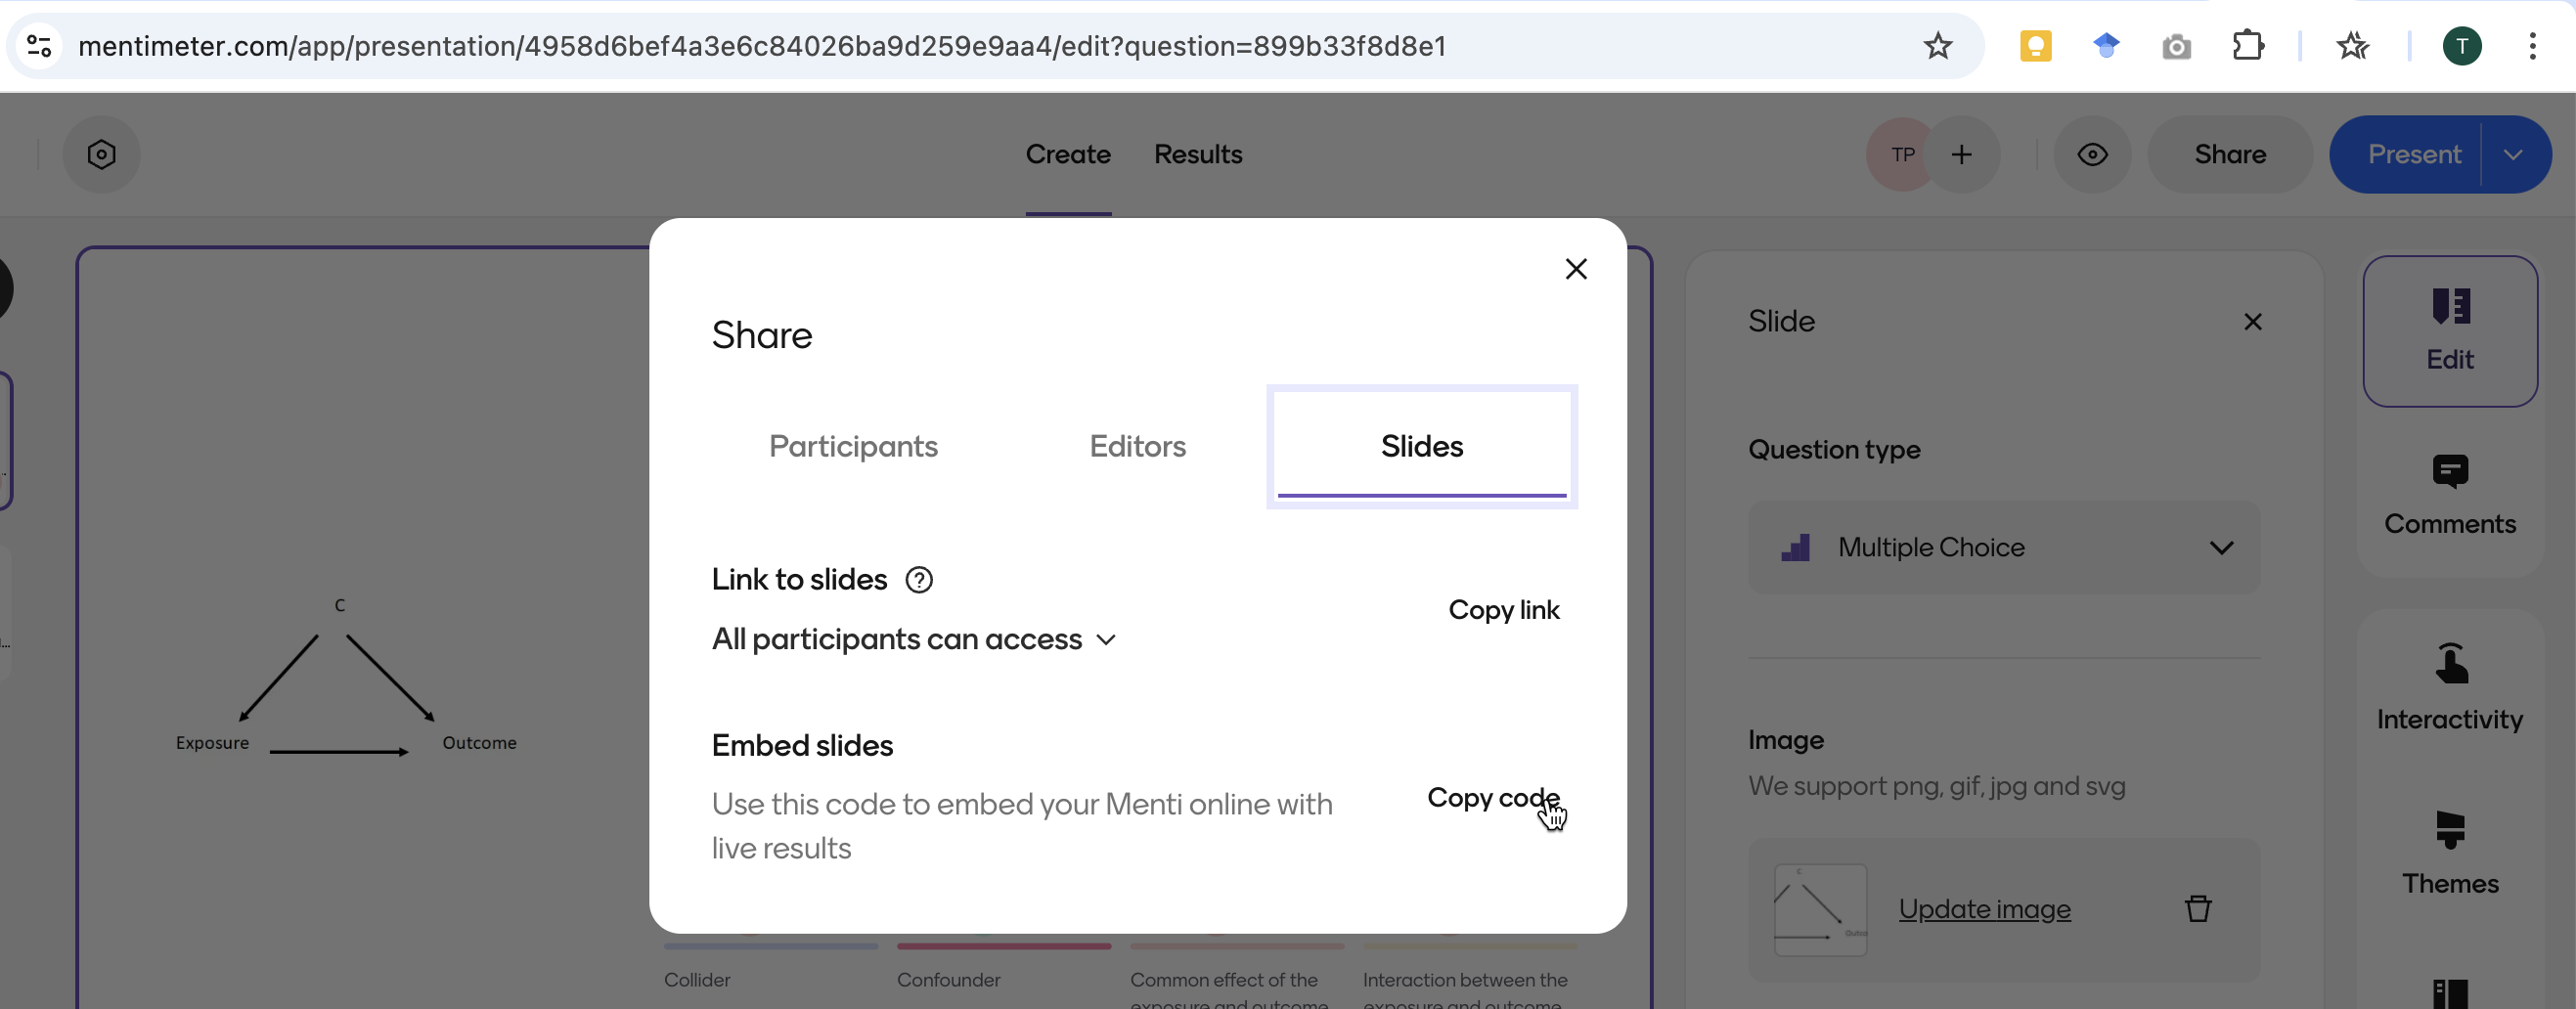 mentimeter.com/app/presentation/4958d6bef4a3e6c84026ba9d259e9aa4/edit?question=899b33f8d8e1
T
Create
Results
TP
Share
Present
Share
Participants
Editors
Slides
Link to slides
All participants can access
Copy link
Embed slides
Use this code to embed your Menti online with
live results
Copy code
C
Exposure
Outcome
Collider
Confounder
Common effect of the
exposure and outcome
Interaction between the
exposure and outcome
Slide
Question type
Multiple Choice
Image
We support png, gif, jpg and svg
C
Update image
Edit
Comments
Interactivity
Themes